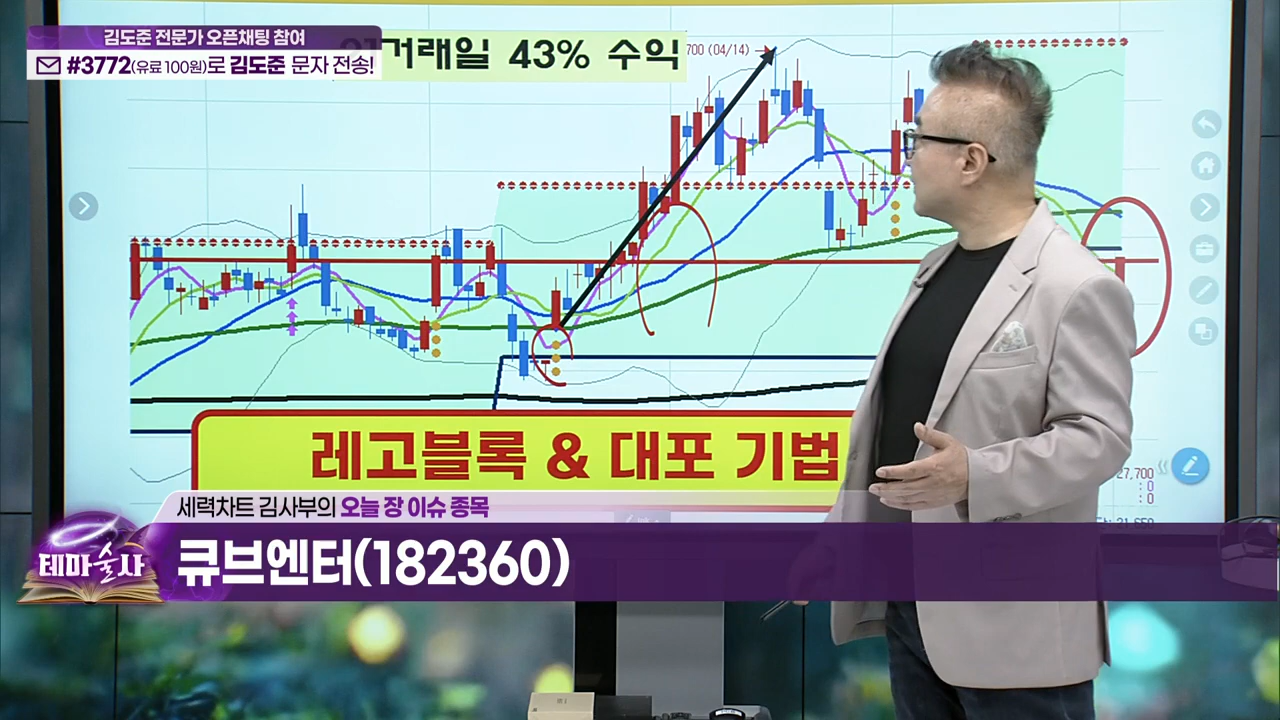 김도준 전문가 오픈채팅 참여
#3772(유료 100원)로 김도준 문자 전송!
거래일 43% 수익
700 (04/14)
레고블록 & 대포 기법
27,700
: 0
: 0
세력차트 김사부의 오늘 장 이슈 종목
테마술사
큐브엔터(182360)